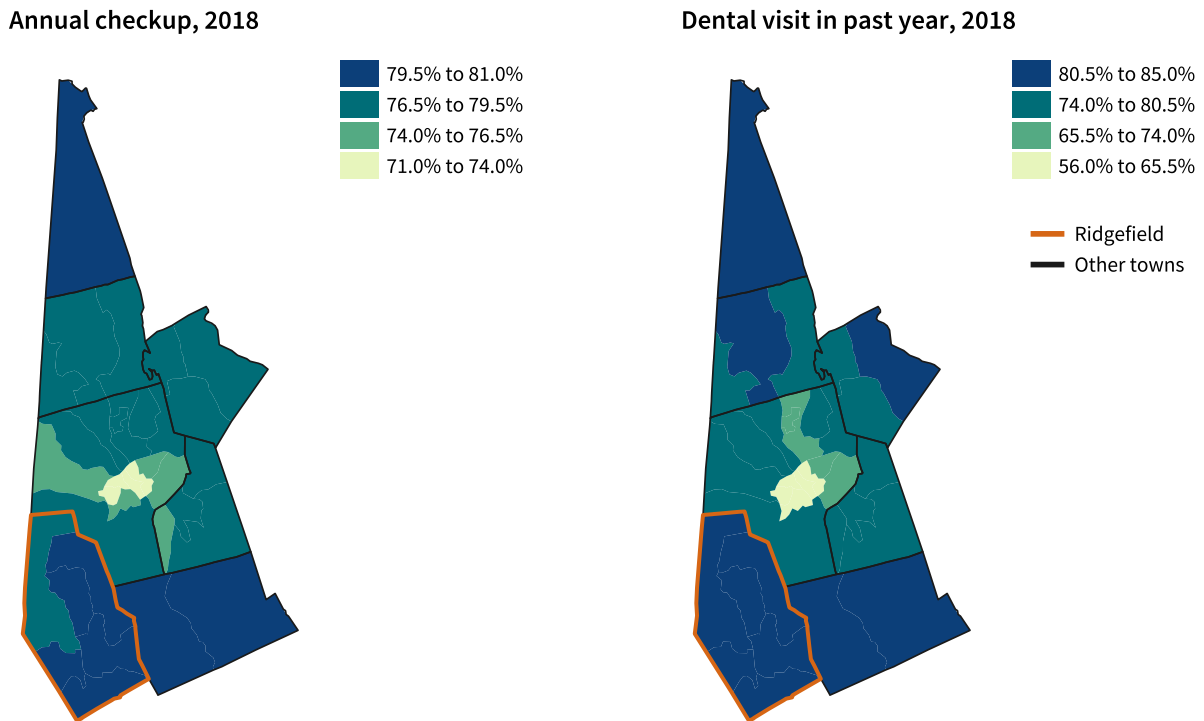 Annual checkup, 2018
79.5% to 81.0%
76.5% to 79.5%
74.0% to 76.5%
71.0% to 74.0%
Dental visit in past year, 2018
80.5% to 85.0%
74.0% to 80.5%
65.5% to 74.0%
56.0% to 65.5%
Ridgefield
Other towns